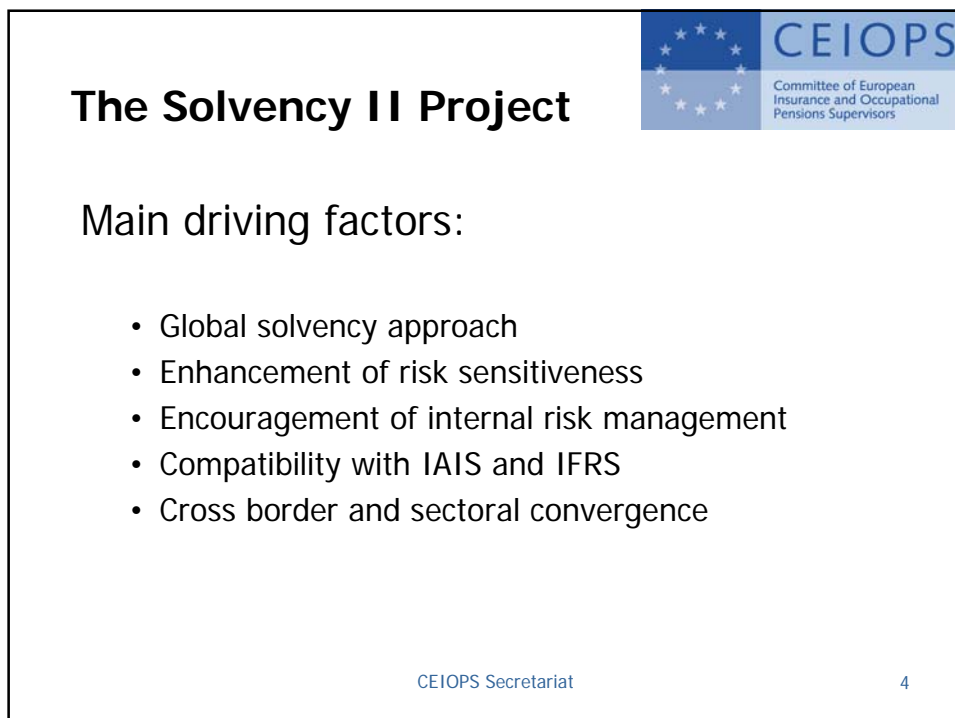 CEIOPS
Committee of European
Insurance and Occupational
Pensions Supervisors
The Solvency II Project
Main driving factors:
• Global solvency approach
• Enhancement of risk sensitiveness
• Encouragement of internal risk management
• Compatibility with IAIS and IFRS
• Cross border and sectoral convergence
CEIOPS Secretariat
4